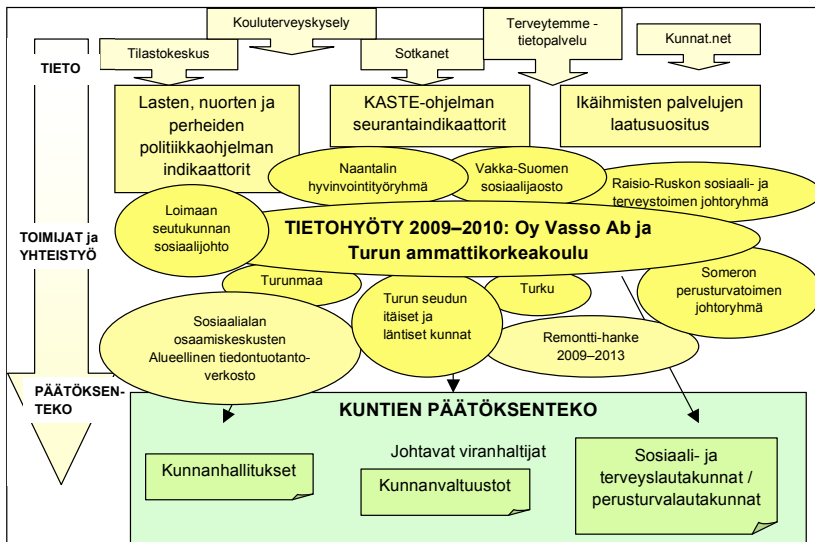 Kouluterveyskysely
Terveytemme -
tietopalvelu
Kunnat.net
Tilastokeskus
Sotkanet
TIETO
Lasten, nuorten ja
perheiden
politiikkaohjelman
indikaattorit
KASTE-ohjelman
seurantaindikaattorit
Ikäihmisten palvelujen
laatusuositus
Naantalin
hyvinvointityöryhmä
Vakka-Suomen
sosiaalijaosto
Raisio-Ruskon sosiaali- ja
terveystoimen johtoryhmä
Loimaan
seutukunnan
sosiaalijohto
TOIMIJAT ja
YHTEISTYÖ
TIETOHYÖTY 2009–2010: Oy Vasso Ab ja
Turun ammattikorkeakoulu
Turunmaa
Turun seudun
itäiset ja
läntiset kunnat
Turku
Someron
perusturvatoimen
johtoryhmä
Sosiaalialan
osaamiskeskusten
Alueellinen tiedontuotanto-
verkosto
Remontti-hanke
2009–2013
PÄÄTÖKSEN-
TEKO
KUNTIEN PÄÄTÖKSENTEKO
Kunnanhallitukset
Johtavat viranhaltijat
Kunnanvaltuustot
Sosiaali- ja
terveyslautakunnat /
perusturvalautakunnat